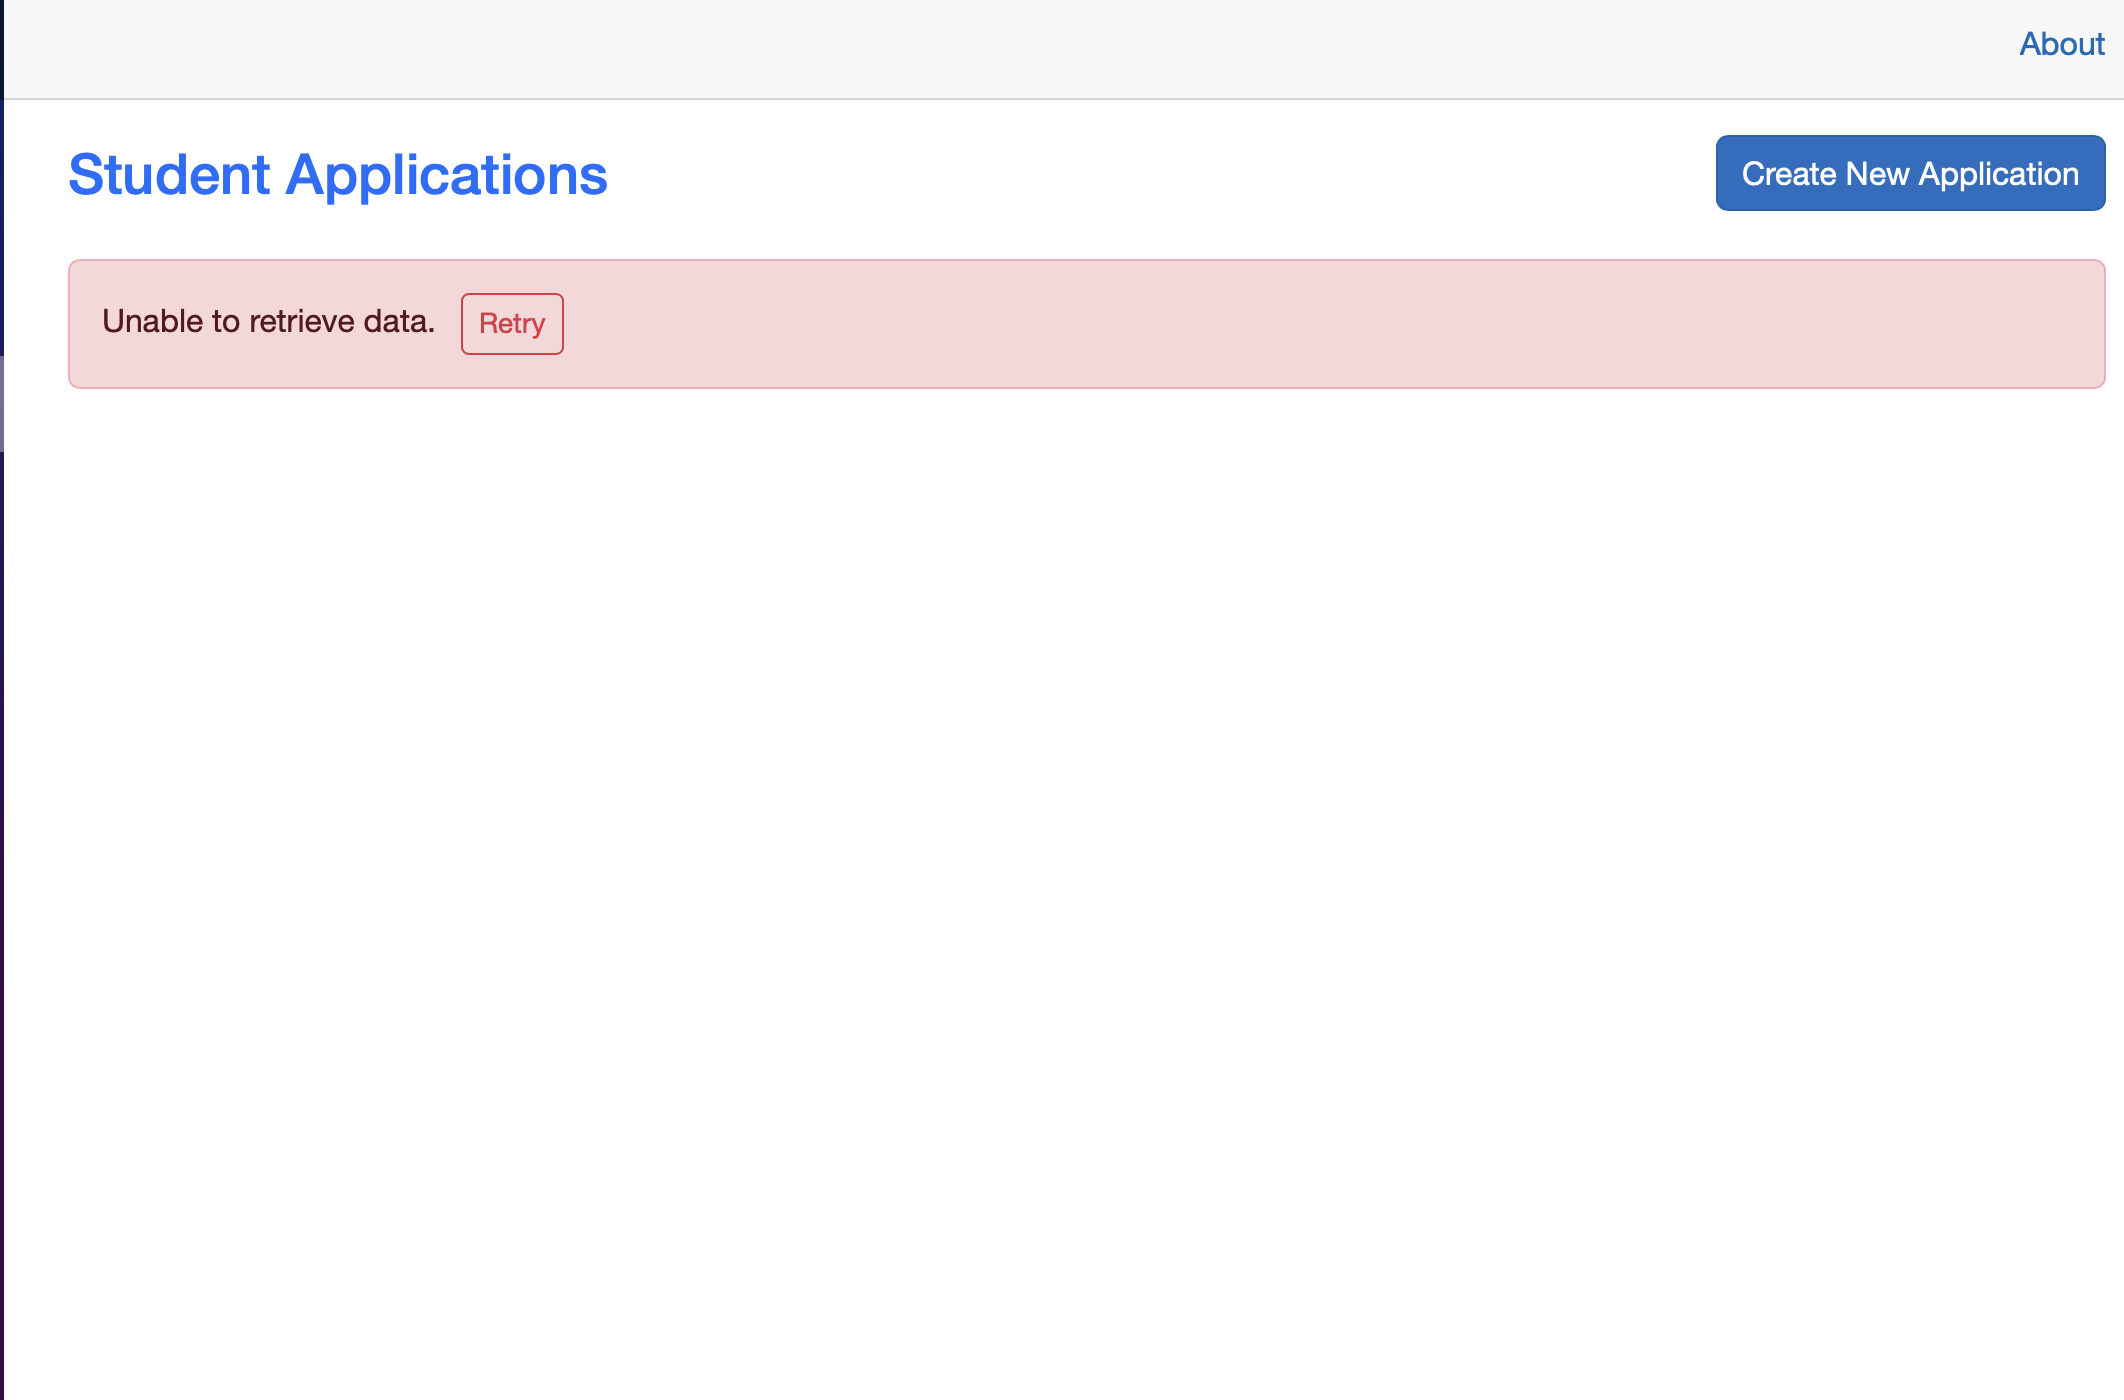 About
Student Applications
Create New Application
Unable to retrieve data.
Retry